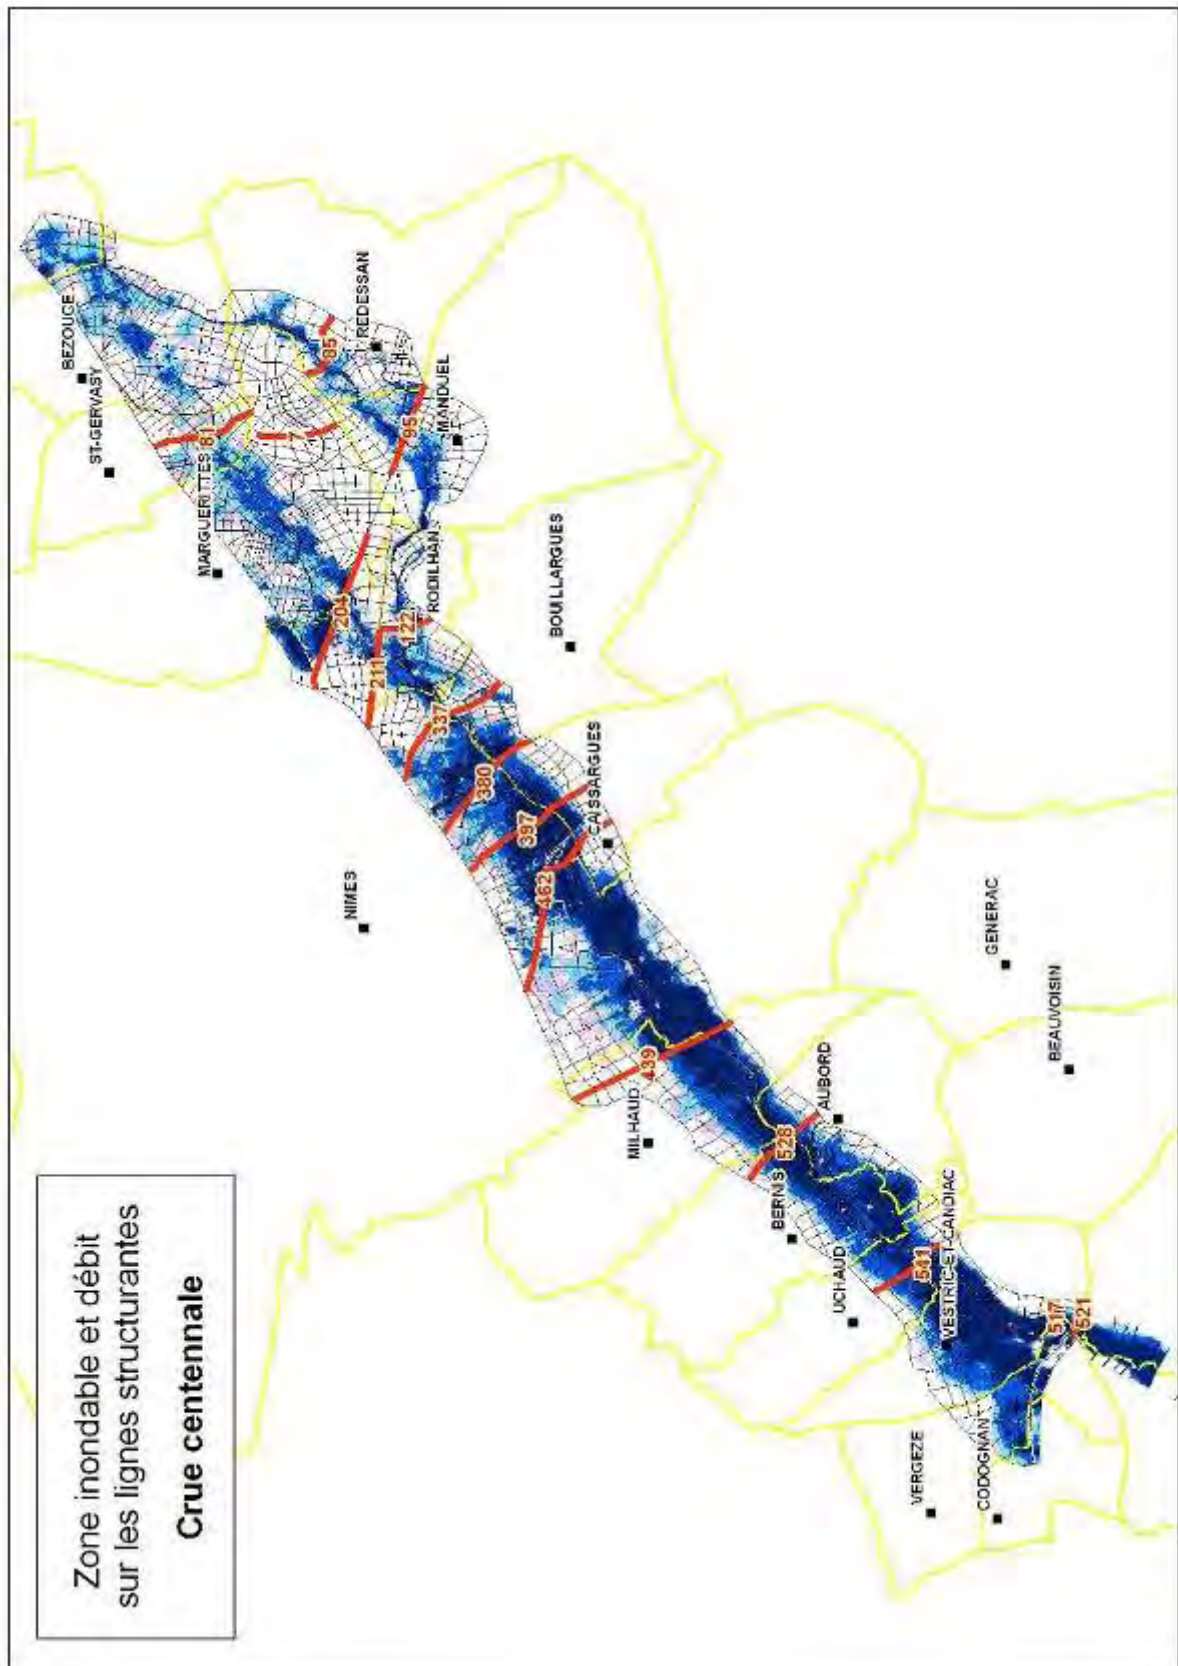 Zone inondable et débit
sur les lignes structurantes
Crue centennale
BEZOUCE
ST-GERVASY
REDESSAN
MARGUERITTES
MANDUEL
RODILHAN
BOUILLARGUES
CAISSARGUES
NIMES
GENERAC
BEAUVOISIN
MILHAUD
AUBORD
BERNIS
UCHAUD
VESTRIC-ET-CANDIAC
VERGEZE
CODOGNAN
81
7
85
95
204
211
122
337
380
397
462
439
528
541
517
521